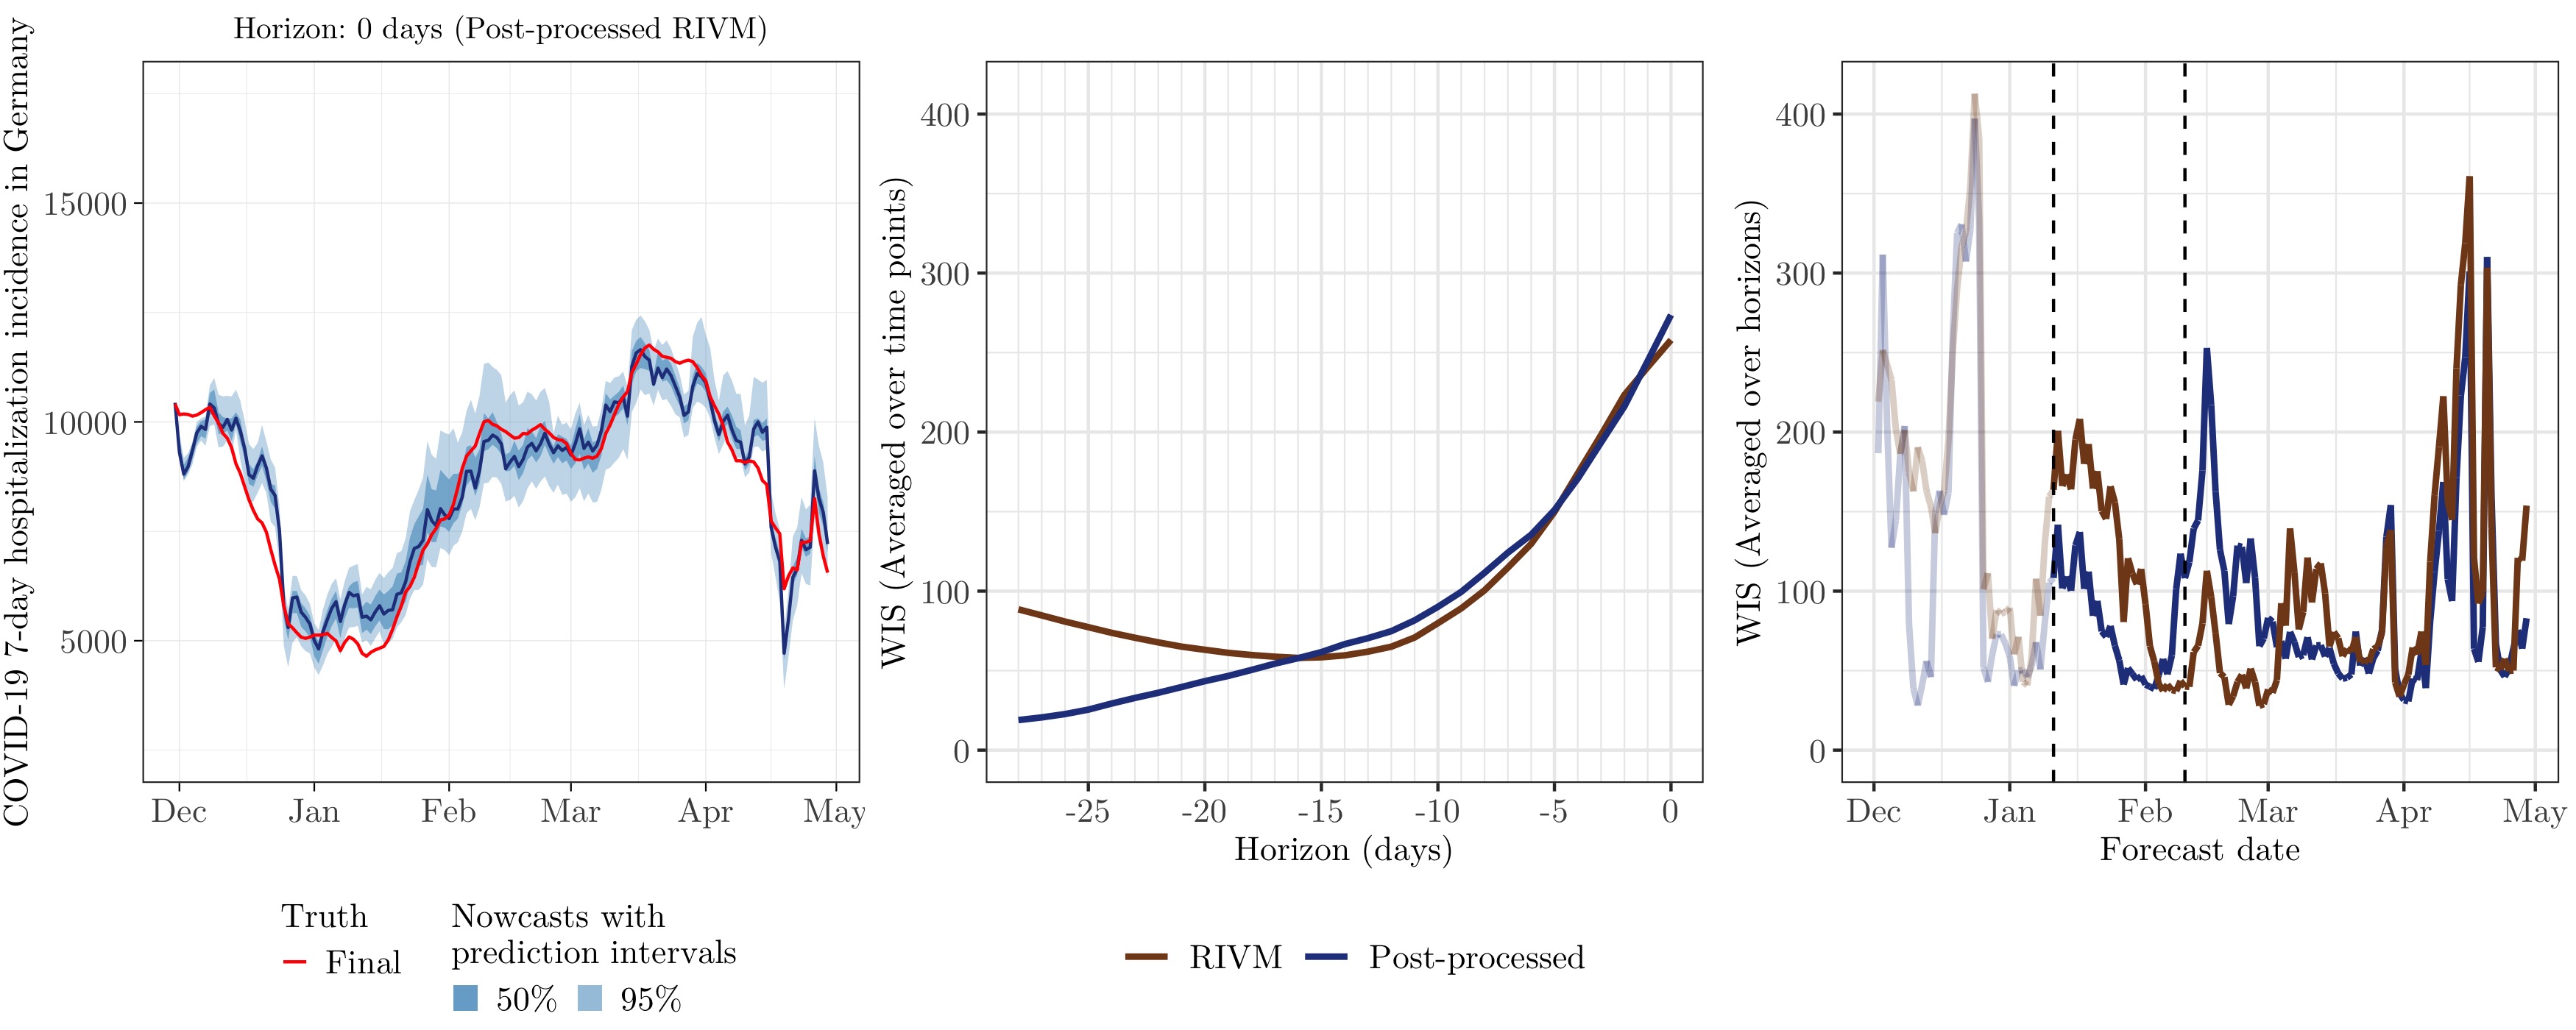 Horizon: 0 days (Post-processed RIVM)
COVID-19 7-day hospitalization incidence in Germany
15000
10000
5000
Dec Jan Feb Mar Apr May
Truth
Final
Nowcasts with
prediction intervals
50% 95%
WIS (Averaged over time points)
400
300
200
100
0
-25 -20 -15 -10 -5 0
Horizon (days)
RIVM Post-processed
WIS (Averaged over horizons)
400
300
200
100
0
Dec Jan Feb Mar Apr May
Forecast date